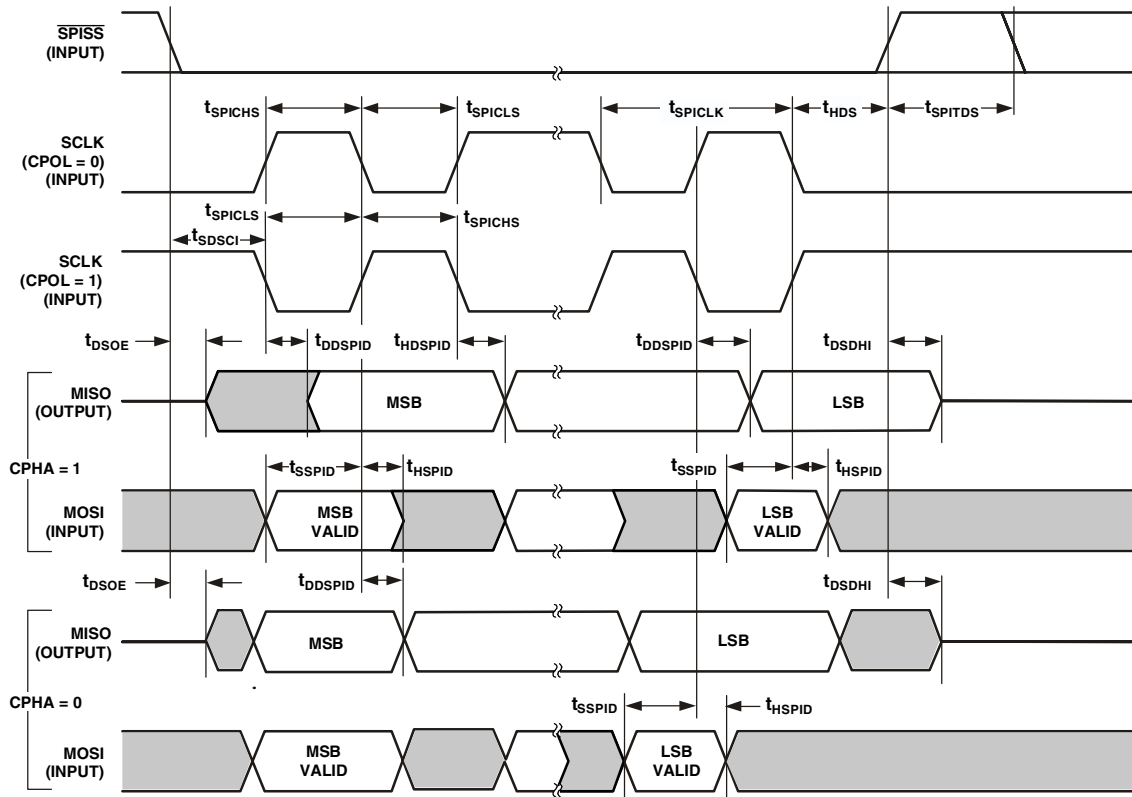 SPISS
(INPUT)
tSPICHS
tSPICLS
tSPICLK
tHDS
tSPITDS
SCLK
(CPOL = 0)
(INPUT)
tSPICLS
tSPICHS
tSDSCI
SCLK
(CPOL = 1)
(INPUT)
tDSOE
tDDSPID
tHDSPID
tDDSPID
tDSDHI
MISO
(OUTPUT)
MSB
LSB
CPHA = 1
tSSPID
tHSPID
tSSPID
tHSPID
MOSI
(INPUT)
MSB
VALID
LSB
VALID
tDSOE
tDDSPID
tDSDHI
MISO
(OUTPUT)
MSB
LSB
CPHA = 0
tSSPID
tHSPID
MOSI
(INPUT)
MSB
VALID
LSB
VALID